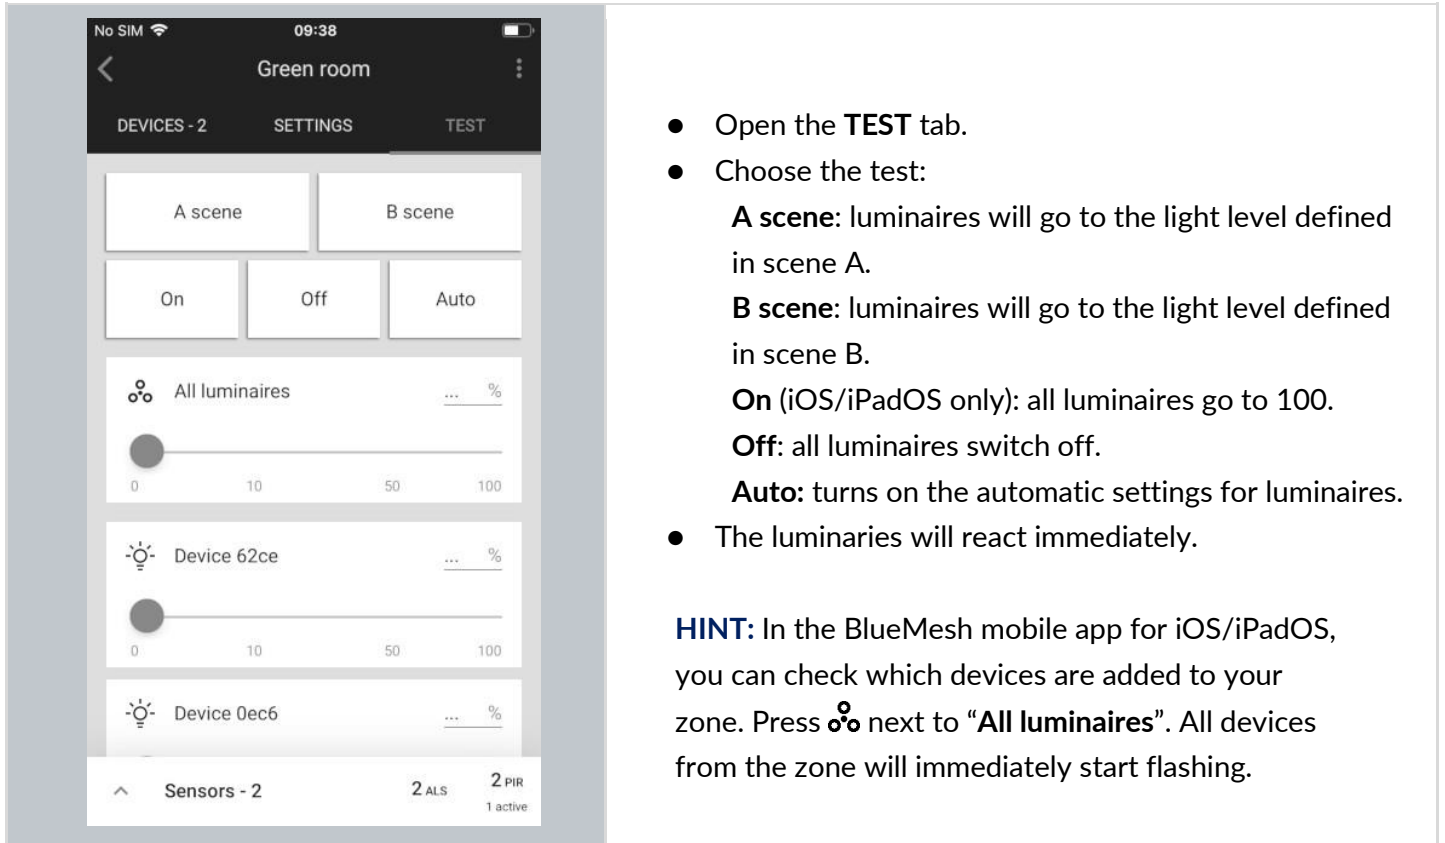 No SIM 09:38
Green room
DEVICES - 2 SETTINGS TEST
A scene B scene
On Off Auto
All luminaires ... %
0 10 50 100
Device 62ce ... %
0 10 50 100
Device 0ec6 ... %
Sensors - 2 2 ALS 2 PIR
1 active
● Open the TEST tab.
● Choose the test:
A scene: luminaires will go to the light level defined
in scene A.
B scene: luminaires will go to the light level defined
in scene B.
On (iOS/iPadOS only): all luminaires go to 100.
Off: all luminaires switch off.
Auto: turns on the automatic settings for luminaires.
● The luminaries will react immediately.
HINT: In the BlueMesh mobile app for iOS/iPadOS,
you can check which devices are added to your
zone. Press next to “All luminaires”. All devices
from the zone will immediately start flashing.